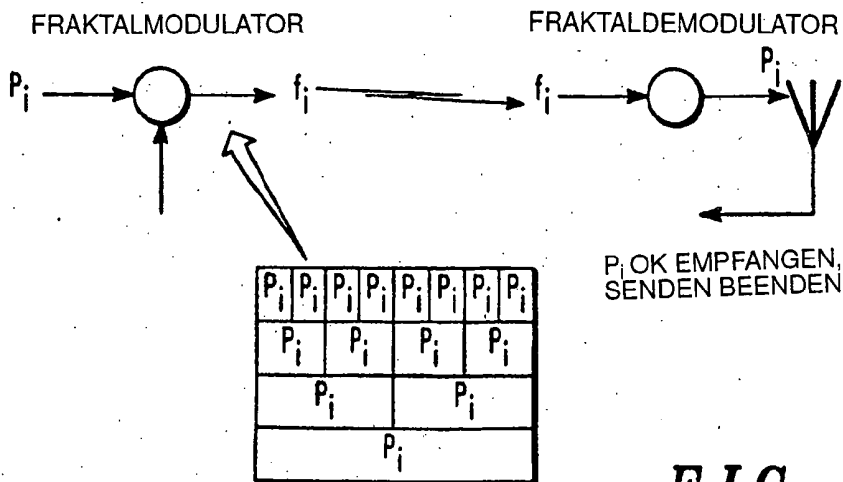 FRAKTALMODULATOR
FRAKTALDEMODULATOR
Pi fi fi Pi
Pi OK EMPFANGEN,
SENDEN BEENDEN
Pi Pi Pi Pi Pi Pi Pi Pi
Pi Pi Pi Pi
Pi Pi
Pi
FIG